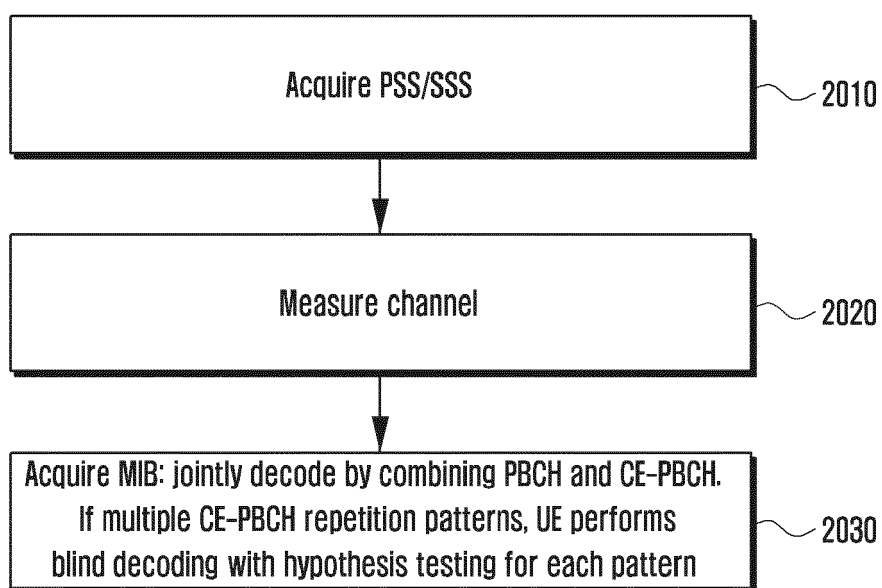 Acquire PSS/SSS
2010
Measure channel
2020
Acquire MIB: jointly decode by combining PBCH and CE-PBCH.
If multiple CE-PBCH repetition patterns, UE performs
blind decoding with hypothesis testing for each pattern
2030